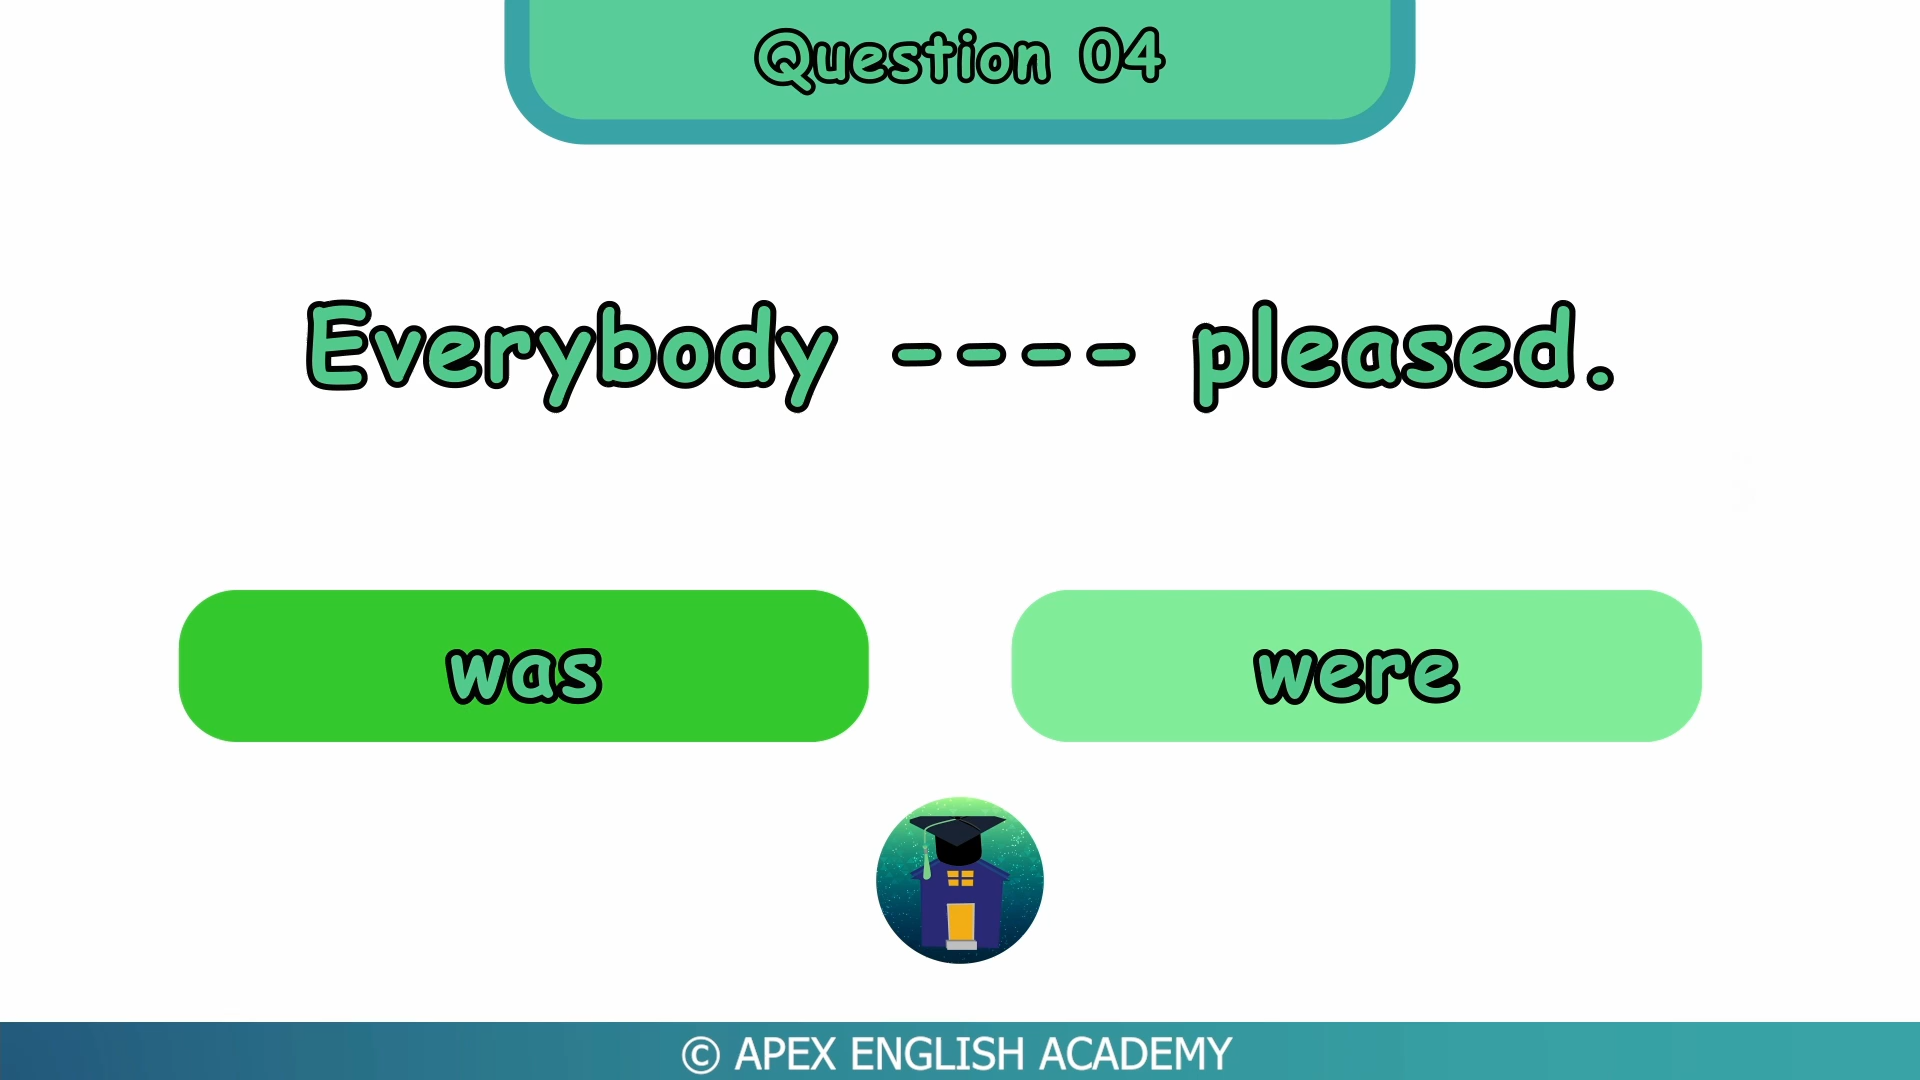 Question 04
Everybody ---- pleased.
was
were
© APEX ENGLISH ACADEMY